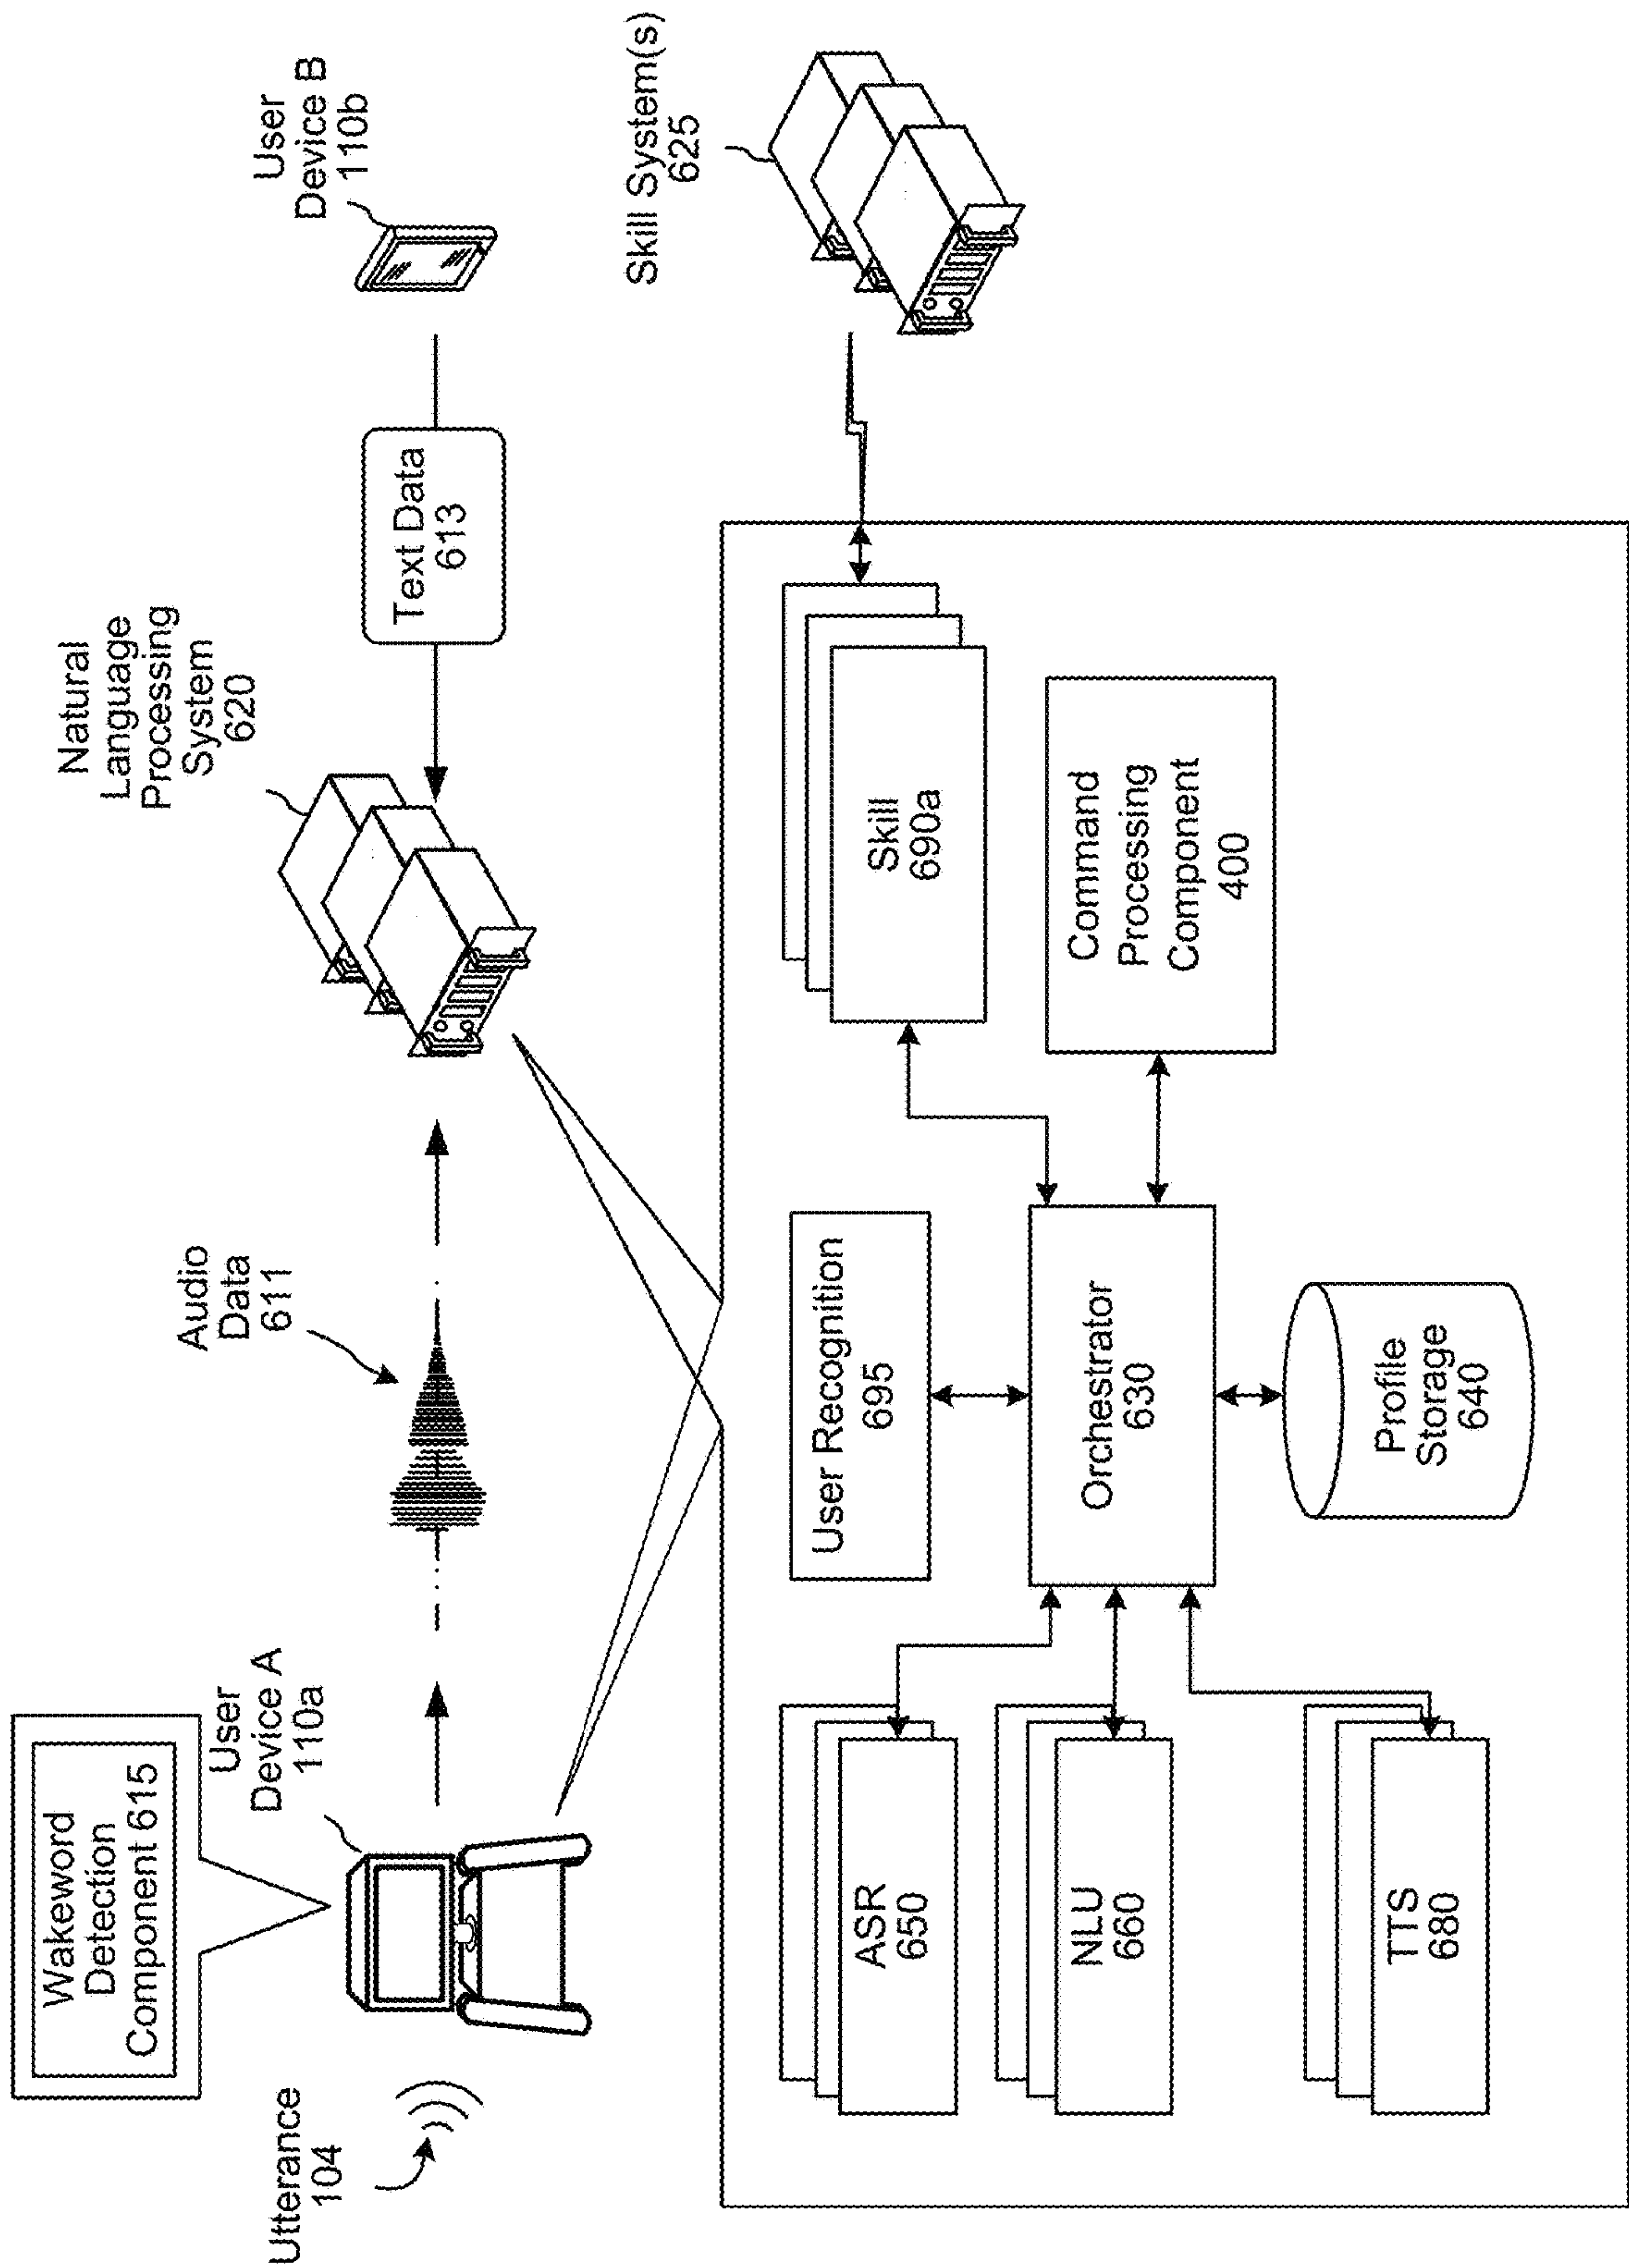 Wakeword
Detection
Component 615
Utterance
104
User
Device A
110a
Audio
Data
611
Natural
Language
Processing
System
620
Text Data
613
User
Device B
110b
Skill System(s)
625
ASR
650
NLU
660
TTS
680
User Recognition
695
Orchestrator
630
Profile
Storage
640
Skill
690a
Command
Processing
Component
400